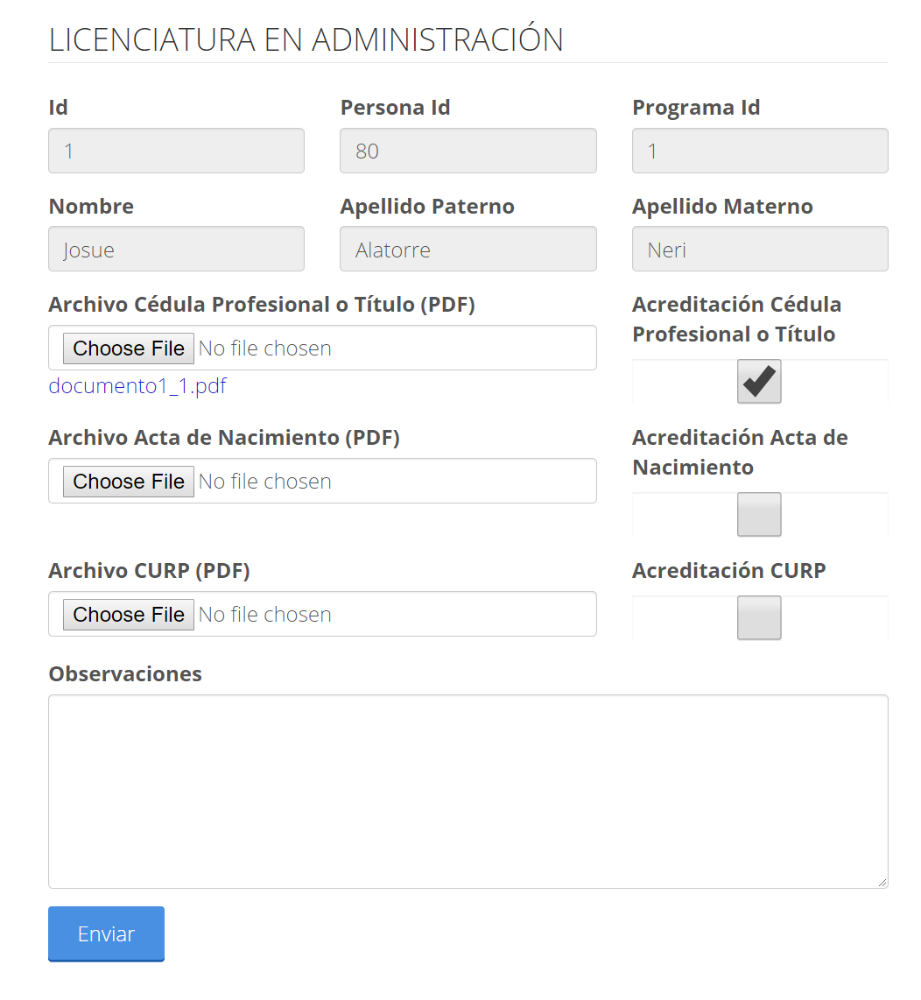 LICENCIATURA EN ADMINISTRACIÓN
Id Persona Id Programa Id
1 80 1
Nombre Apellido Paterno Apellido Materno
Josue Alatorre Neri
Archivo Cédula Profesional o Título (PDF)
Acreditación Cédula
Profesional o Título
Choose File No file chosen
documento1_1.pdf
Archivo Acta de Nacimiento (PDF)
Acreditación Acta de
Nacimiento
Choose File No file chosen
Archivo CURP (PDF) Acreditación CURP
Choose File No file chosen
Observaciones
Enviar